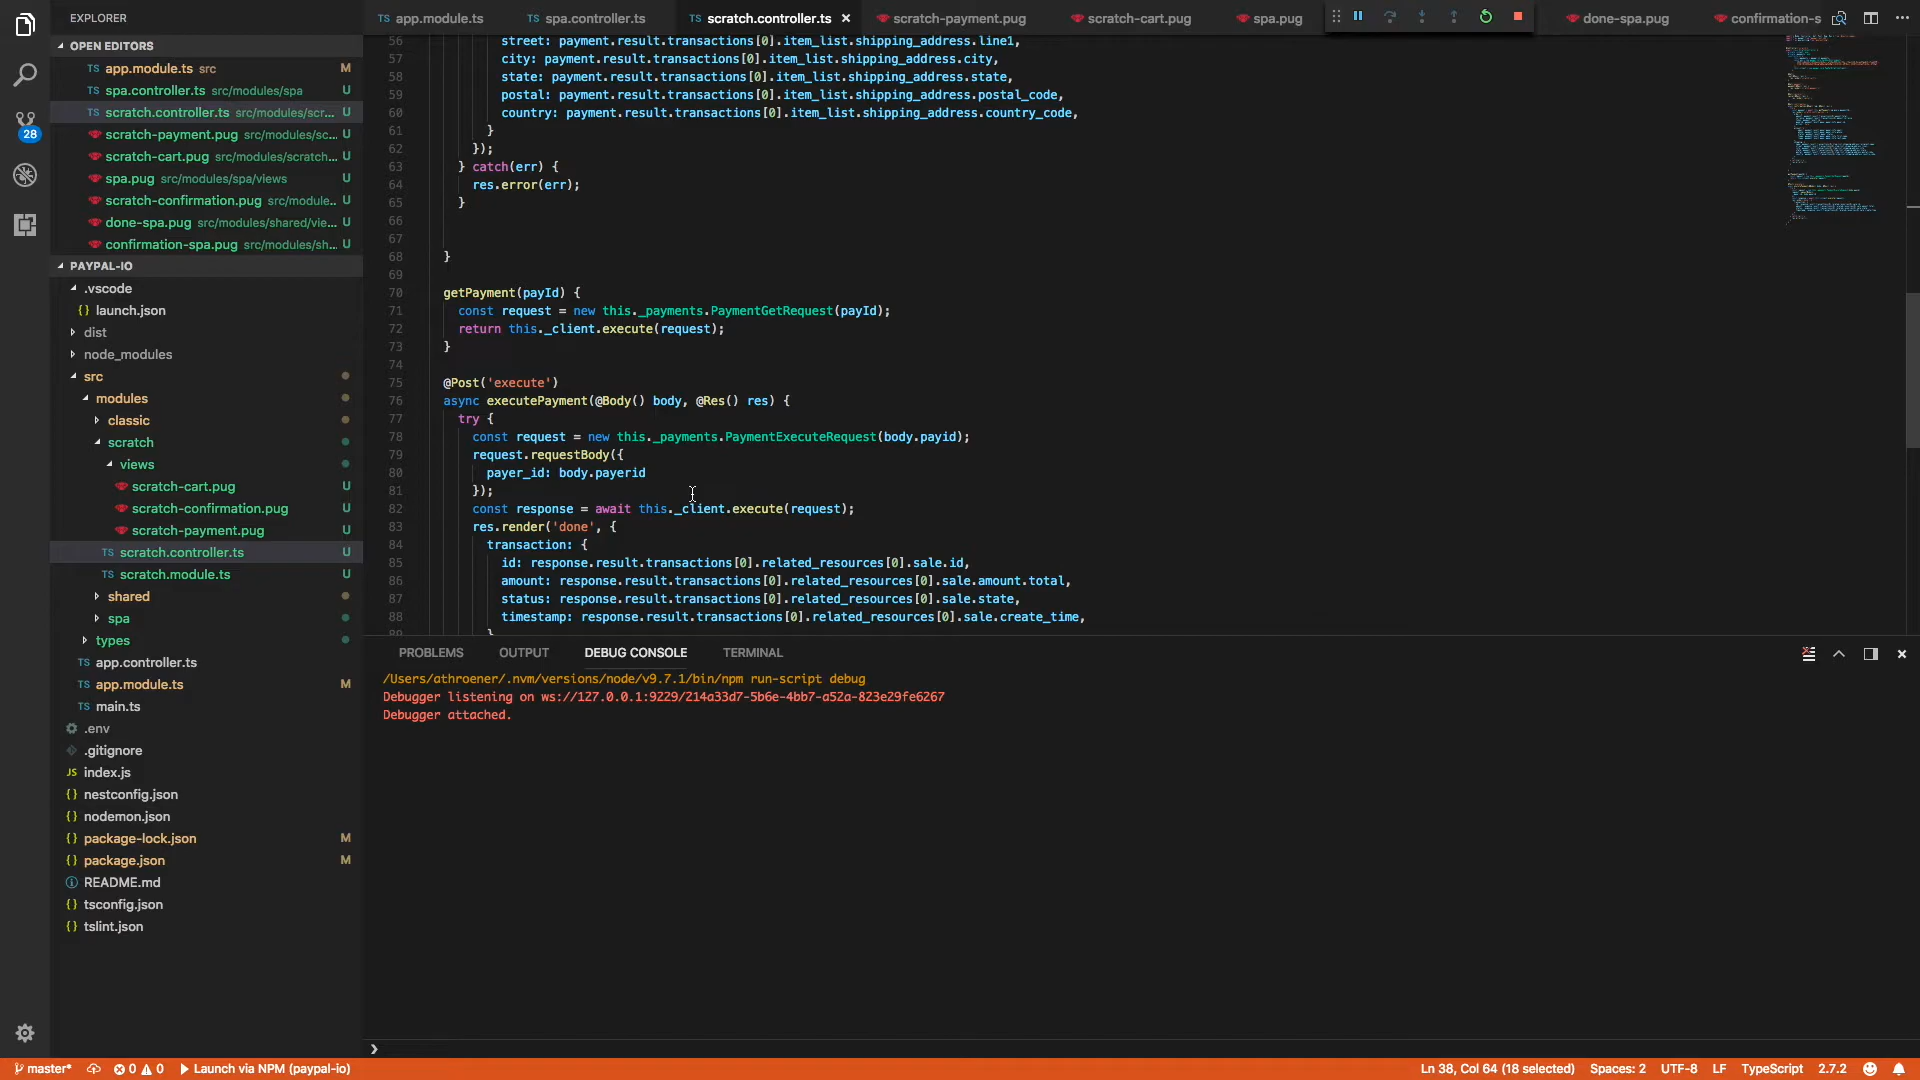 EXPLORER
OPEN EDITORS
TS app.module.ts src M
TS spa.controller.ts src/modules/spa U
TS scratch.controller.ts src/modules/scr... U
scratch-payment.pug src/modules/sc... U
scratch-cart.pug src/modules/scratch... U
spa.pug src/modules/spa/views U
scratch-confirmation.pug src/module... U
done-spa.pug src/modules/shared/vie... U
confirmation-spa.pug src/modules/sh... U
28
PAYPAL-IO
.vscode
{} launch.json
dist
node_modules
src
modules
classic
scratch
views
scratch-cart.pug U
scratch-confirmation.pug U
scratch-payment.pug U
TS scratch.controller.ts U
TS scratch.module.ts U
shared
spa
types
TS app.controller.ts
TS app.module.ts M
TS main.ts
.env
.gitignore
JS index.js
{} nestconfig.json
{} nodemon.json
{} package-lock.json M
{} package.json M
README.md
{} tsconfig.json
{} tslint.json
TS app.module.ts TS spa.controller.ts TS scratch.controller.ts × scratch-payment.pug scratch-cart.pug spa.pug done-spa.pug confirmation-s
56 street: payment.result.transactions[0].item_list.shipping_address.line1,
57 city: payment.result.transactions[0].item_list.shipping_address.city,
58 state: payment.result.transactions[0].item_list.shipping_address.state,
59 postal: payment.result.transactions[0].item_list.shipping_address.postal_code,
60 country: payment.result.transactions[0].item_list.shipping_address.country_code,
61 }
62 });
63 } catch(err) {
64 res.error(err);
65 }
66
67
68 }
69
70 getPayment(payId) {
71 const request = new this._payments.PaymentGetRequest(payId);
72 return this._client.execute(request);
73 }
74
75 @Post('execute')
76 async executePayment(@Body() body, @Res() res) {
77 try {
78 const request = new this._payments.PaymentExecuteRequest(body.payid);
79 request.requestBody({
80 payer_id: body.payerid
81 });
82 const response = await this._client.execute(request);
83 res.render('done', {
84 transaction: {
85 id: response.result.transactions[0].related_resources[0].sale.id,
86 amount: response.result.transactions[0].related_resources[0].sale.amount.total,
87 status: response.result.transactions[0].related_resources[0].sale.state,
88 timestamp: response.result.transactions[0].related_resources[0].sale.create_time,
89 }
PROBLEMS OUTPUT DEBUG CONSOLE TERMINAL
/Users/athroener/.nvm/versions/node/v9.7.1/bin/npm run-script debug
Debugger listening on ws://127.0.0.1:9229/214a33d7-5b6e-4bb7-a52a-823e29fe6267
Debugger attached.
master* 0 0 Launch via NPM (paypal-io) Ln 38, Col 64 (18 selected) Spaces: 2 UTF-8 LF TypeScript 2.7.2